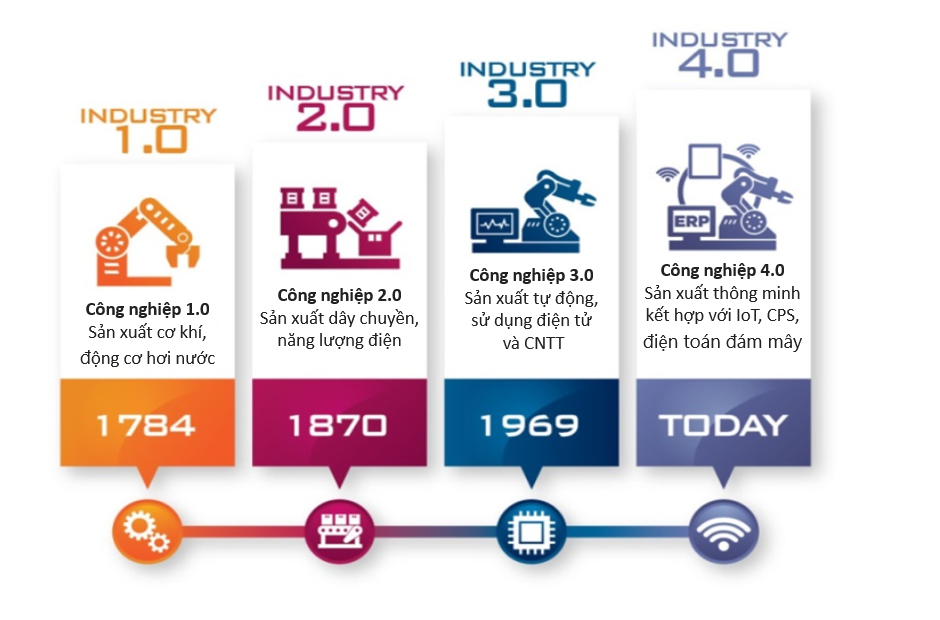 INDUSTRY
1.0
Công nghiệp 1.0
Sản xuất cơ khí,
động cơ hơi nước
1784
INDUSTRY
2.0
Công nghiệp 2.0
Sản xuất dây chuyền,
năng lượng điện
1870
INDUSTRY
3.0
Công nghiệp 3.0
Sản xuất tự động,
sử dụng điện tử
và CNTT
1969
INDUSTRY
4.0
ERP
Công nghiệp 4.0
Sản xuất thông minh
kết hợp với IoT, CPS,
điện toán đám mây
TODAY